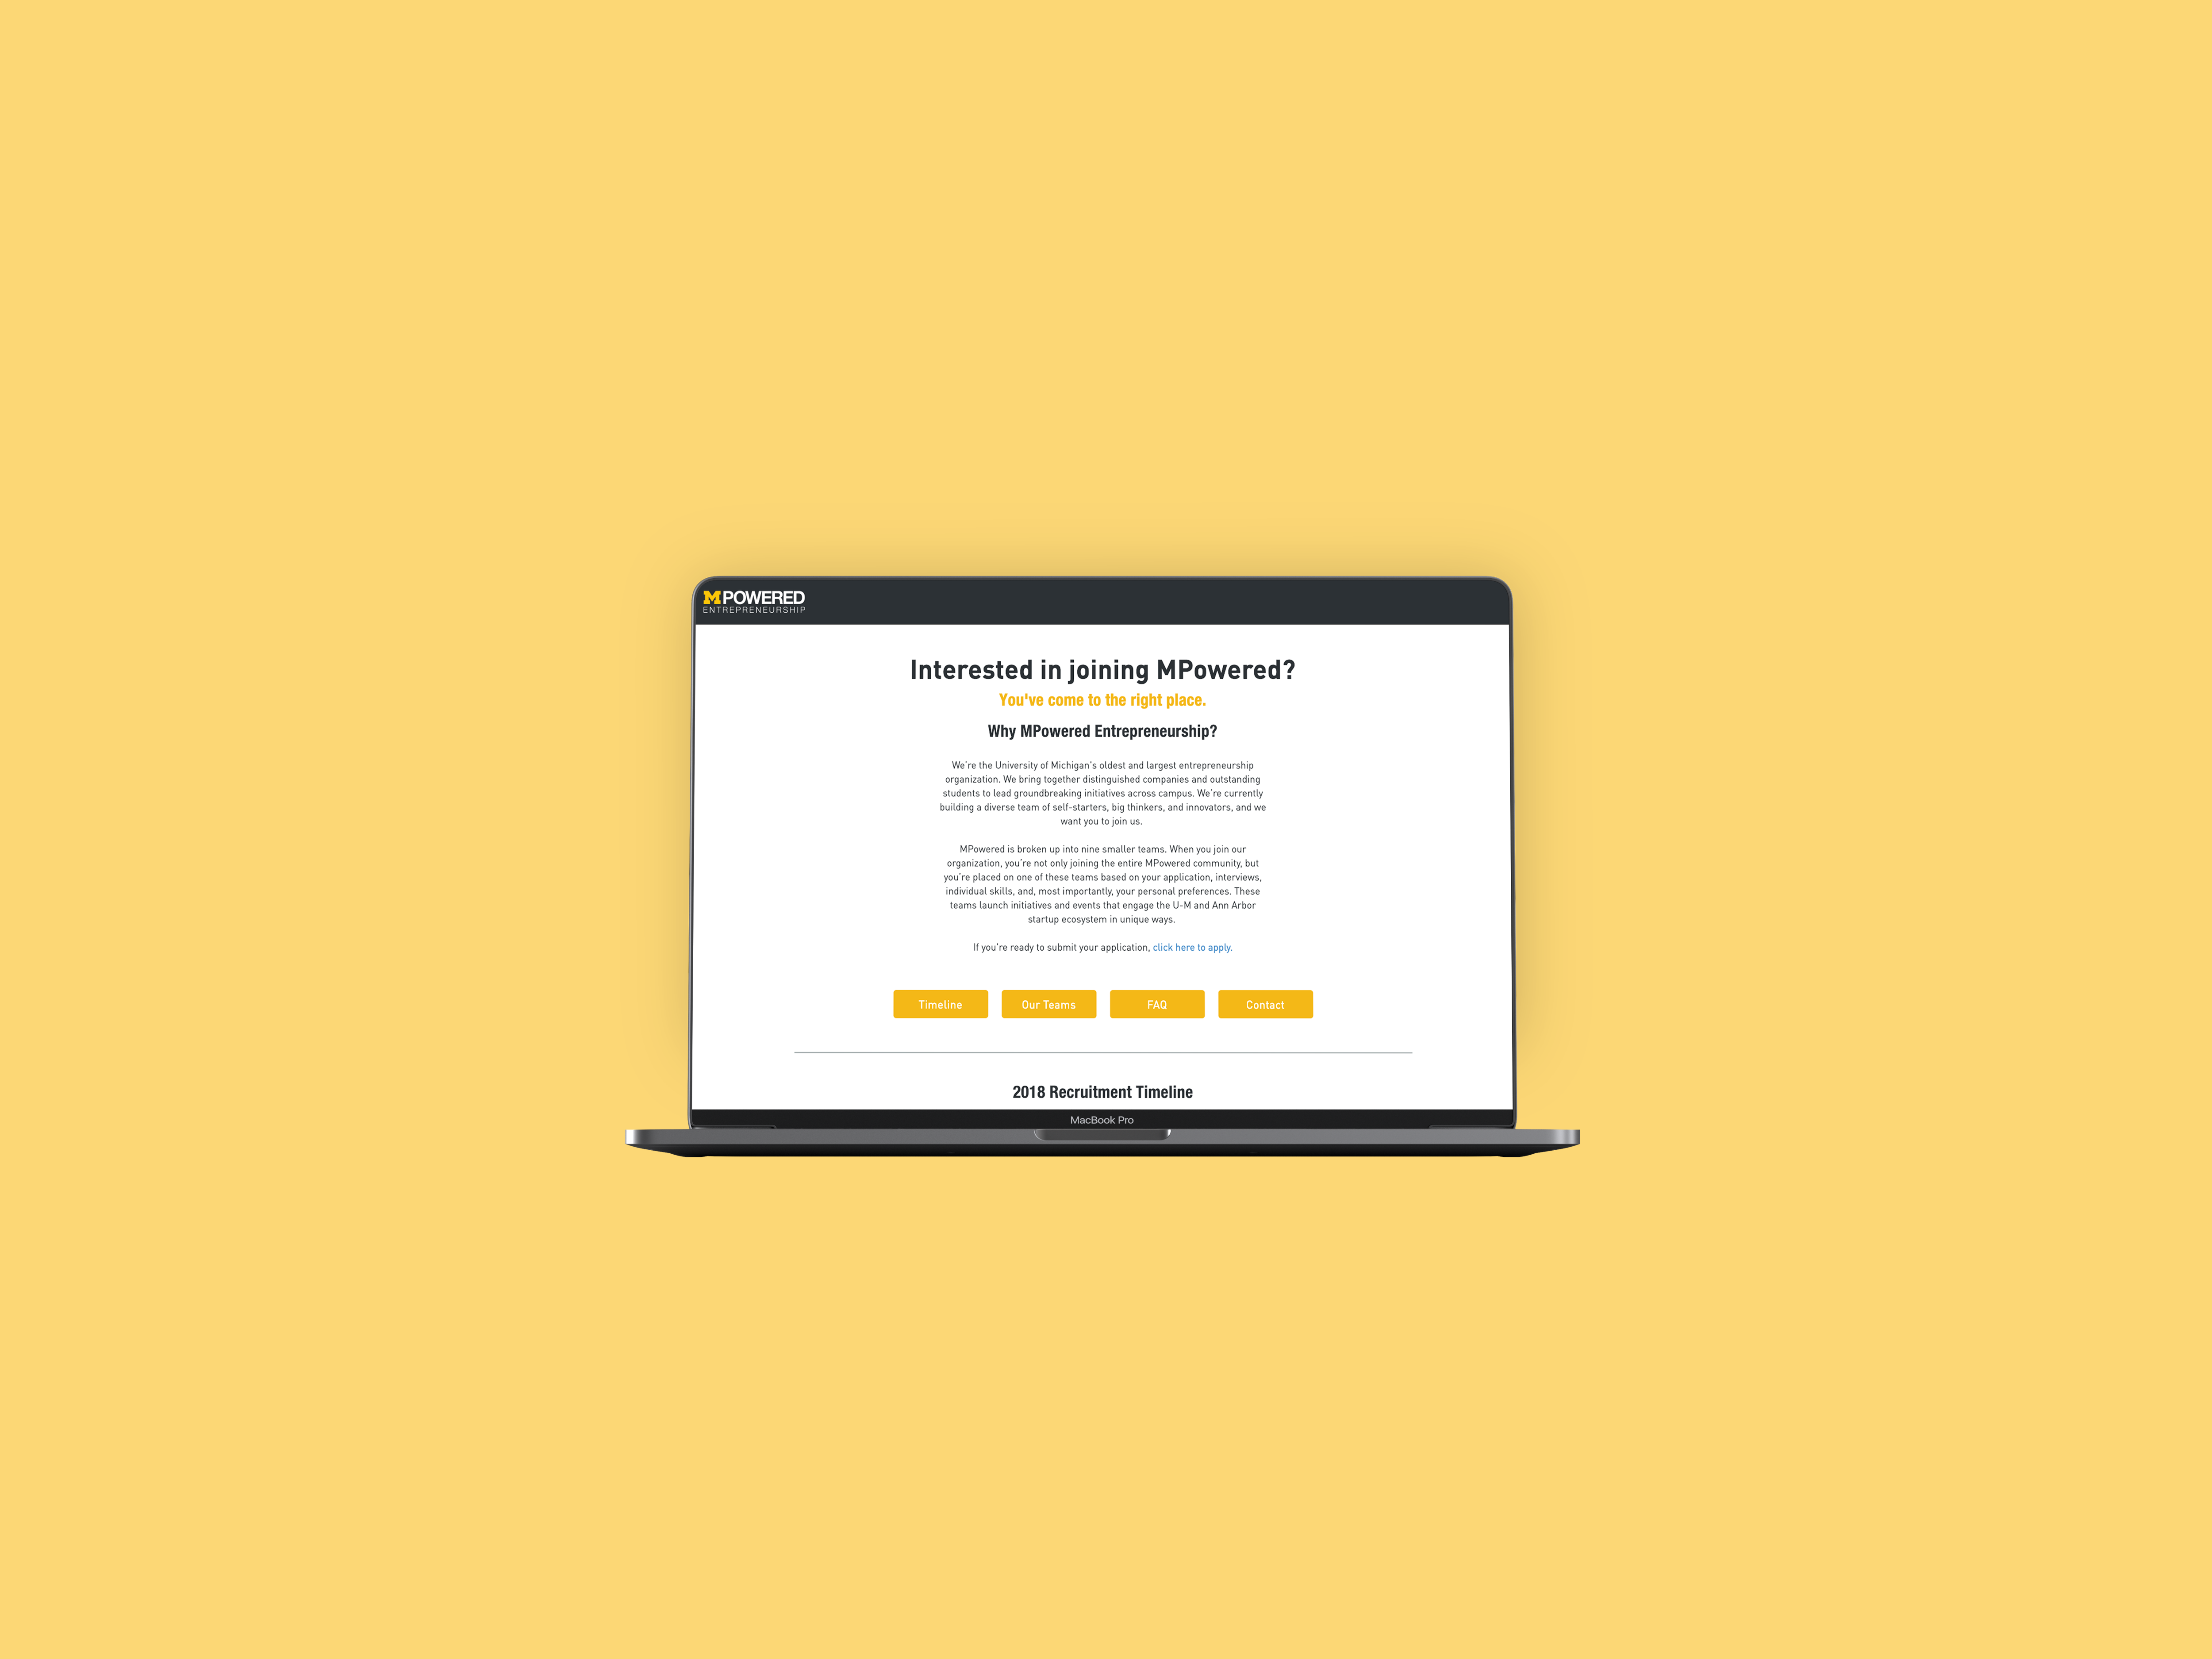 MPOWERED
ENTREPRENEURSHIP
Interested in joining MPowered?
You've come to the right place.
Why MPowered Entrepreneurship?
We're the University of Michigan's oldest and largest entrepreneurship
organization. We bring together distinguished companies and outstanding
students to lead groundbreaking initiatives across campus. We're currently
building a diverse team of self-starters, big thinkers, and innovators, and we
want you to join us.
MPowered is broken up into nine smaller teams. When you join our
organization, you're not only joining the entire MPowered community, but
you're placed on one of these teams based on your application, interviews,
individual skills, and, most importantly, your personal preferences. These
teams launch initiatives and events that engage the U-M and Ann Arbor
startup ecosystem in unique ways.
If you're ready to submit your application, click here to apply.
Timeline
Our Teams
FAQ
Contact
2018 Recruitment Timeline
MacBook Pro